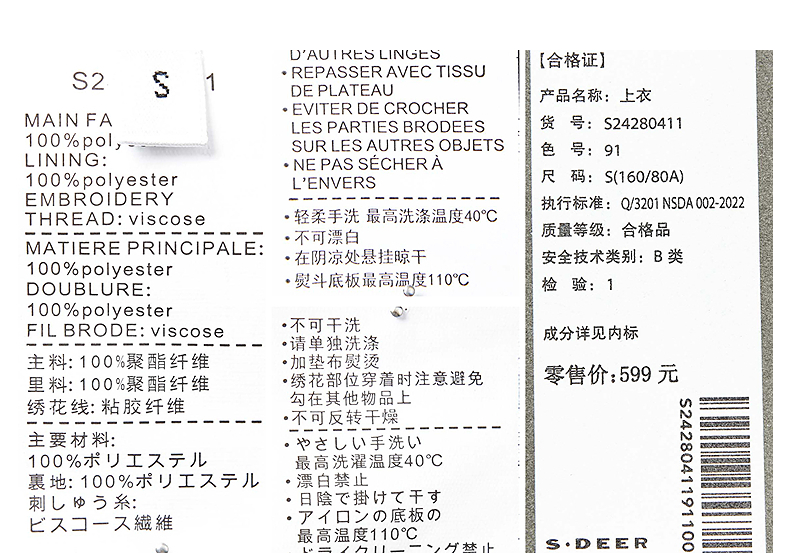 S2
S
1
MAIN FA
100%poly
LINING:
100%polyester
EMBROIDERY
THREAD: viscose
MATIERE PRINCIPALE:
100%polyester
DOUBLURE:
100%polyester
FIL BRODE: viscose
主料: 100%聚酯纤维
里料: 100%聚酯纤维
绣花线: 粘胶纤维
主要材料:
100%ポリエステル
裏地: 100%ポリエステル
刺しゅう糸:
ビスコース繊維
D'AUTRES LINGES
•REPASSER AVEC TISSU
DE PLATEAU
•EVITER DE CROCHER
LES PARTIES BRODEES
SUR LES AUTRES OBJETS
•NE PAS SÉCHER À
L'ENVERS
•轻柔手洗 最高洗涤温度40℃
•不可漂白
•在阴凉处悬挂晾干
•熨斗底板最高温度110℃
•不可干洗
•请单独洗涤
•加垫布熨烫
•绣花部位穿着时注意避免
勾在其他物品上
•不可反转干燥
•やさしい手洗い
最高洗濯温度40℃
•漂白禁止
•日陰で掛けて干す
•アイロンの底板の
最高温度110℃
•ドライクリーニング禁止
【合格证】
产品名称: 上衣
货 号: S24280411
色 号: 91
尺 码: S(160/80A)
执行标准: Q/3201 NSDA 002-2022
质量等级: 合格品
安全技术类别: B 类
检 验: 1
成分详见内标
零售价:599 元
S2428041191100
S·DEER